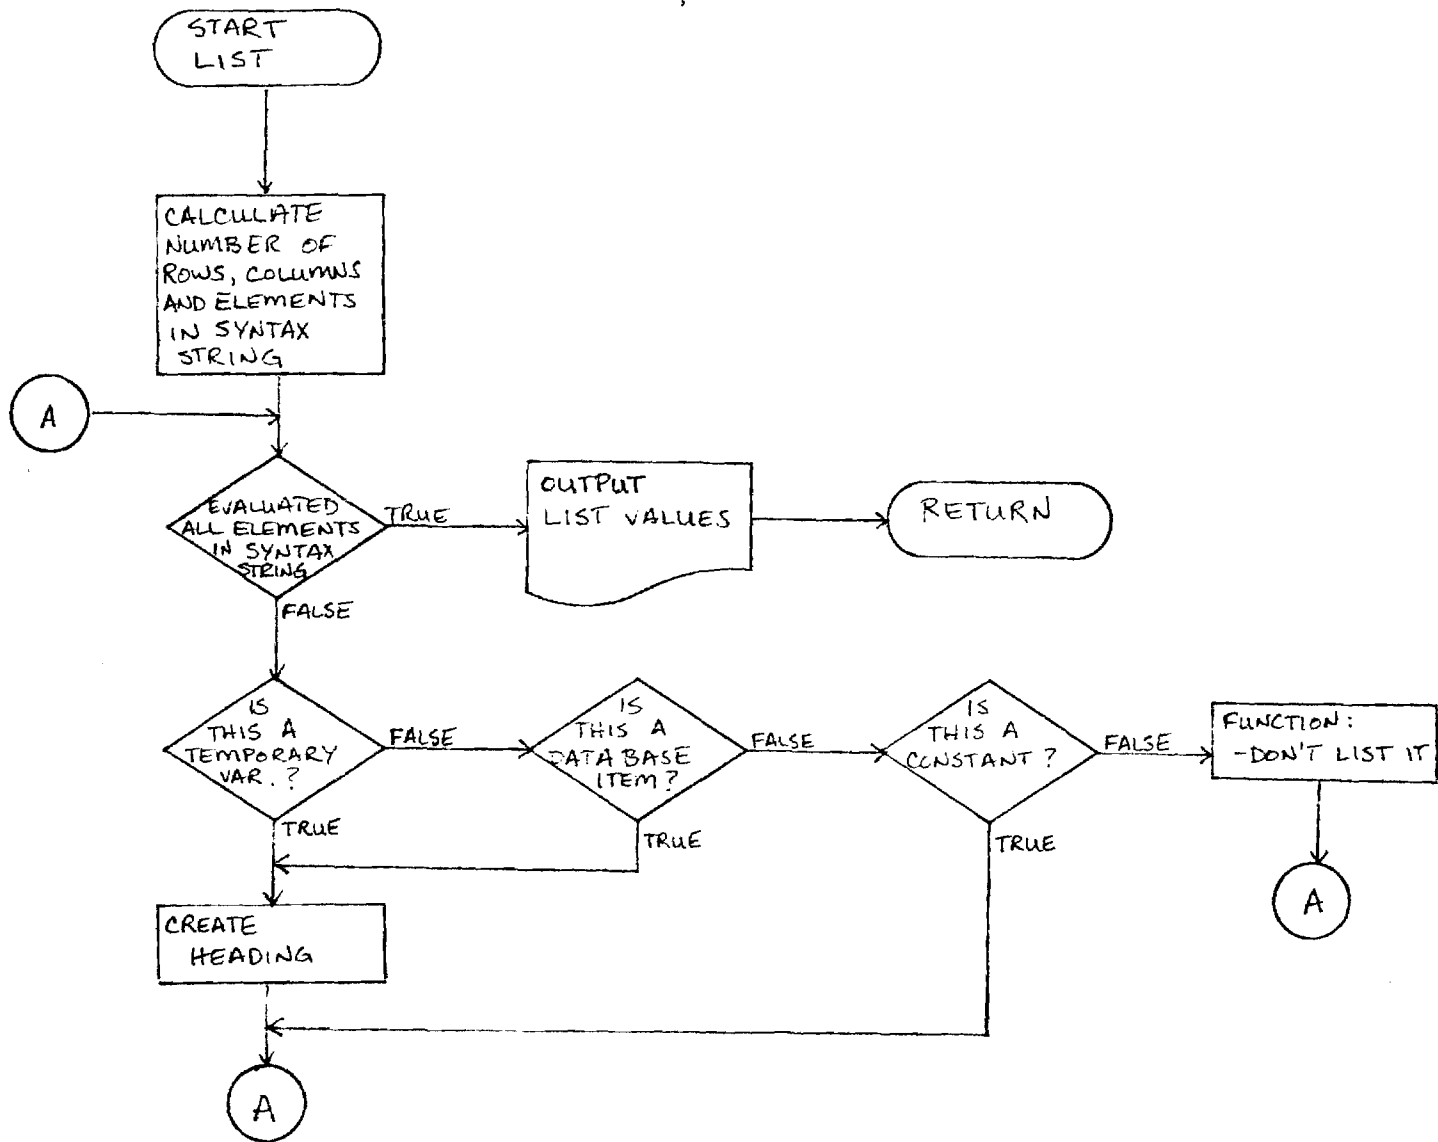 START
LIST
CALCULATE
NUMBER OF
ROWS, COLUMNS
AND ELEMENTS
IN SYNTAX
STRING
A
EVALUATED
ALL ELEMENTS
IN SYNTAX
STRING
TRUE
OUTPUT
LIST VALUES
RETURN
FALSE
IS
THIS A
TEMPORARY
VAR.?
FALSE
IS
THIS A
DATA BASE
ITEM?
FALSE
IS
THIS A
CONSTANT?
FALSE
FUNCTION:
-DON'T LIST IT
TRUE
TRUE
TRUE
A
CREATE
HEADING
A